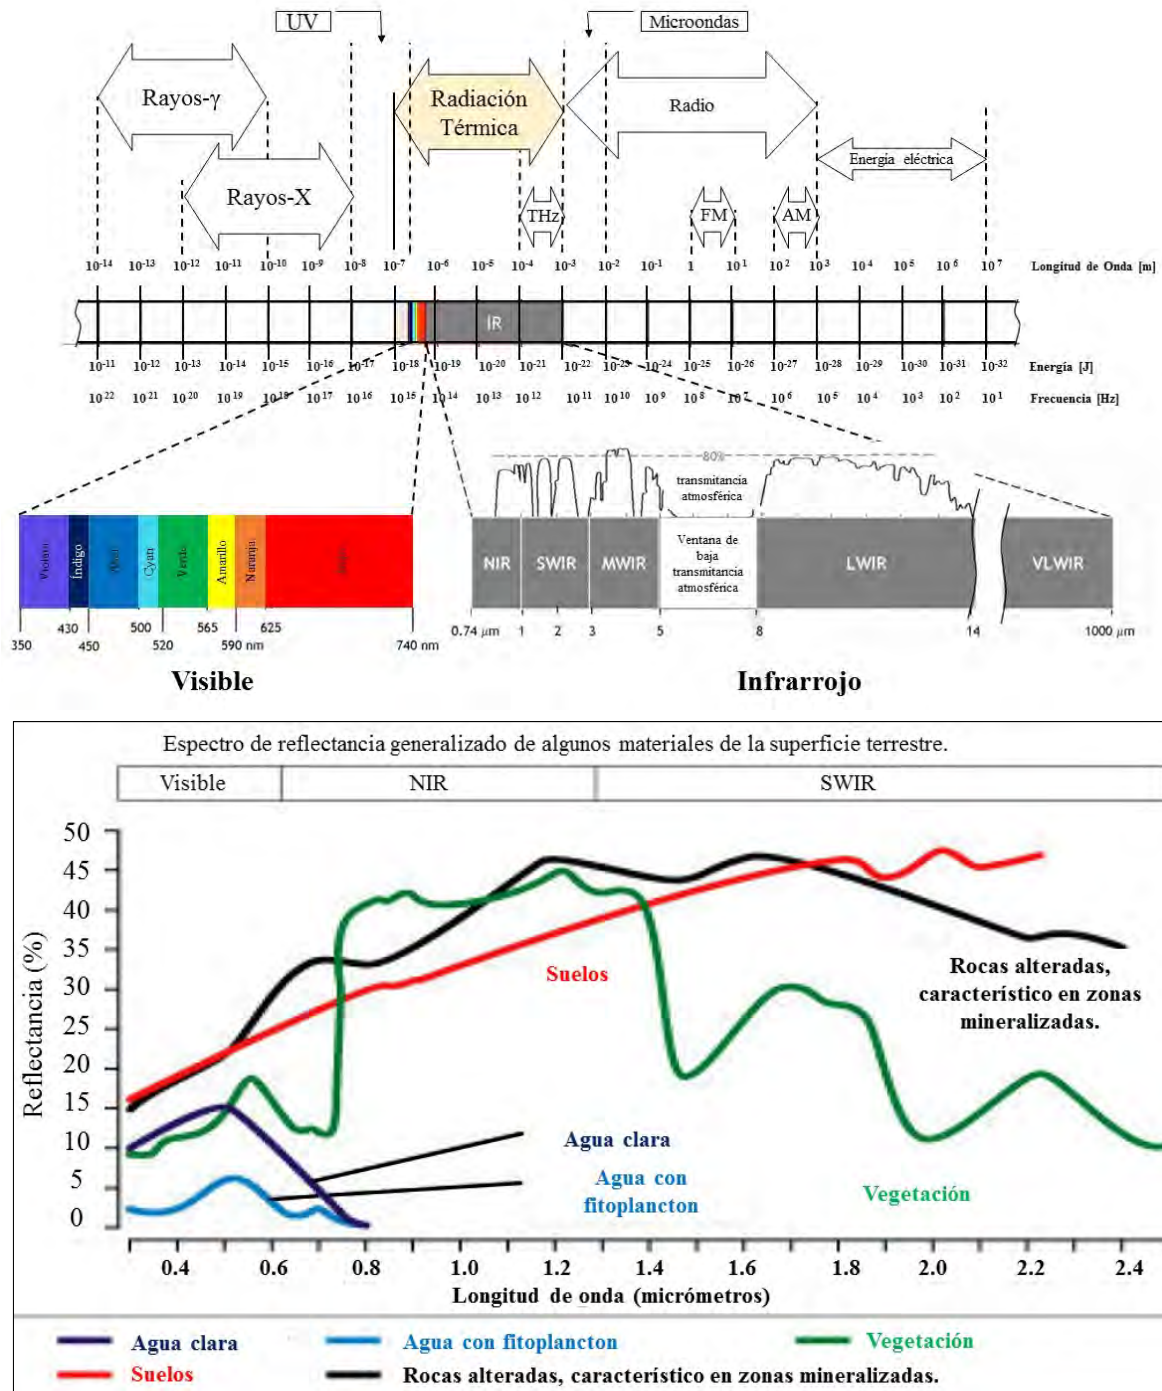 UV
Microondas
Rayos-γ
Radiación
Térmica
Radio
Energía eléctrica
Rayos-X
THz
FM
AM
10⁻¹⁴ 10⁻¹³ 10⁻¹² 10⁻¹¹ 10⁻¹⁰ 10⁻⁹ 10⁻⁸ 10⁻⁷ 10⁻⁶ 10⁻⁵ 10⁻⁴ 10⁻³ 10⁻² 10⁻¹ 1 10¹ 10² 10³ 10⁴ 10⁵ 10⁶ 10⁷ Longitud de Onda [m]
IR
10⁻¹¹ 10⁻¹² 10⁻¹³ 10⁻¹⁴ 10⁻¹⁵ 10⁻¹⁶ 10⁻¹⁷ 10⁻¹⁸ 10⁻¹⁹ 10⁻²⁰ 10⁻²¹ 10⁻²² 10⁻²³ 10⁻²⁴ 10⁻²⁵ 10⁻²⁶ 10⁻²⁷ 10⁻²⁸ 10⁻²⁹ 10⁻³⁰ 10⁻³¹ 10⁻³² Energía [J]
10²² 10²¹ 10²⁰ 10¹⁹ 10¹⁸ 10¹⁷ 10¹⁶ 10¹⁵ 10¹⁴ 10¹³ 10¹² 10¹¹ 10¹⁰ 10⁹ 10⁸ 10⁷ 10⁶ 10⁵ 10⁴ 10³ 10² 10¹ Frecuencia [Hz]
80%
transmitancia
atmosférica
Violeta
Índigo
Azul
Cyan
Verde
Amarillo
Naranja
Rojo
NIR
SWIR
MWIR
Ventana de
baja
transmitancia
atmosférica
LWIR
VLWIR
350 430 450 500 520 565 590 nm 625 740 nm
0.74 µm 1 2 3 5 8 14 1000 µm
Visible
Infrarrojo
Espectro de reflectancia generalizado de algunos materiales de la superficie terrestre.
Visible NIR SWIR
Reflectancia (%)
50
45
40
35
30
25
20
15
10
5
0
Suelos
Rocas alteradas,
característico en zonas
mineralizadas.
Agua clara
Agua con
fitoplancton
Vegetación
0.4 0.6 0.8 1.0 1.2 1.4 1.6 1.8 2.0 2.2 2.4
Longitud de onda (micrómetros)
Agua clara
Agua con fitoplancton
Vegetación
Suelos
Rocas alteradas, característico en zonas mineralizadas.